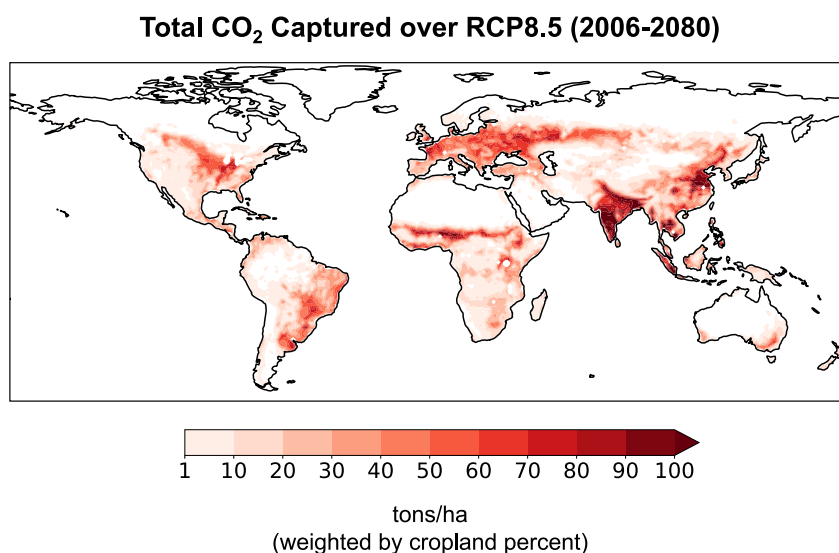 Total CO₂ Captured over RCP8.5 (2006-2080)
1 10 20 30 40 50 60 70 80 90 100
tons/ha
(weighted by cropland percent)